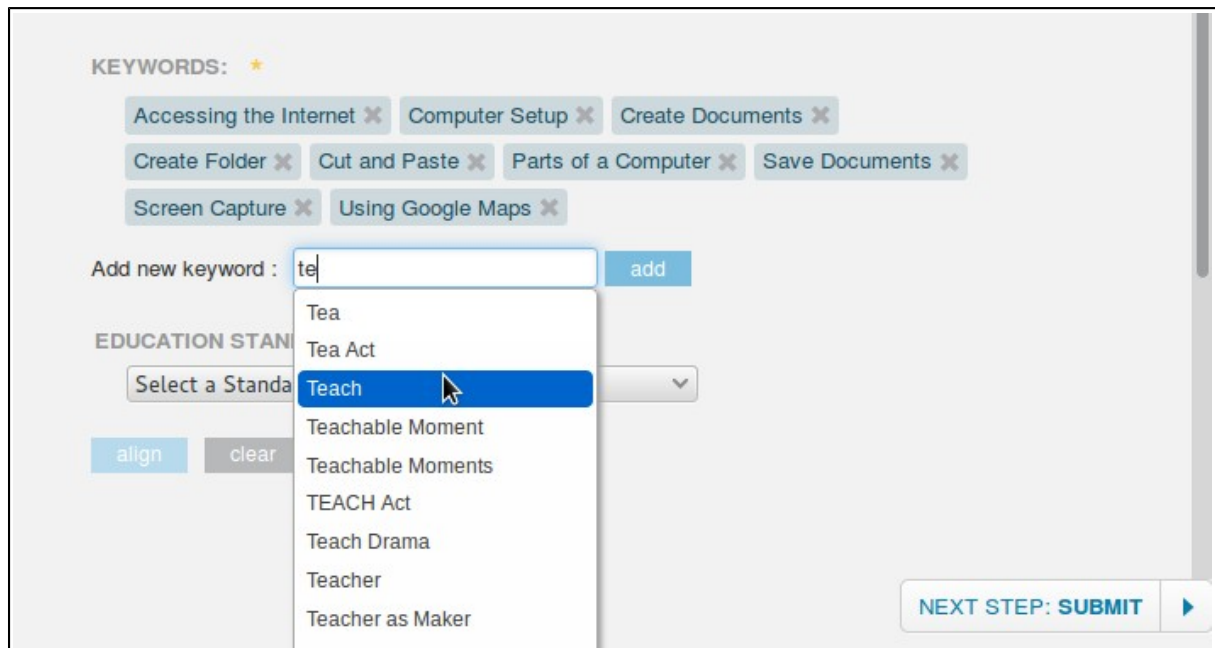 KEYWORDS: *
Accessing the Internet ✖ Computer Setup ✖ Create Documents ✖
Create Folder ✖ Cut and Paste ✖ Parts of a Computer ✖ Save Documents ✖
Screen Capture ✖ Using Google Maps ✖
Add new keyword : te add
Tea
EDUCATION STAN
Tea Act
Select a Standa
Teach
Teachable Moment
align clear
Teachable Moments
TEACH Act
Teach Drama
Teacher
Teacher as Maker
NEXT STEP: SUBMIT